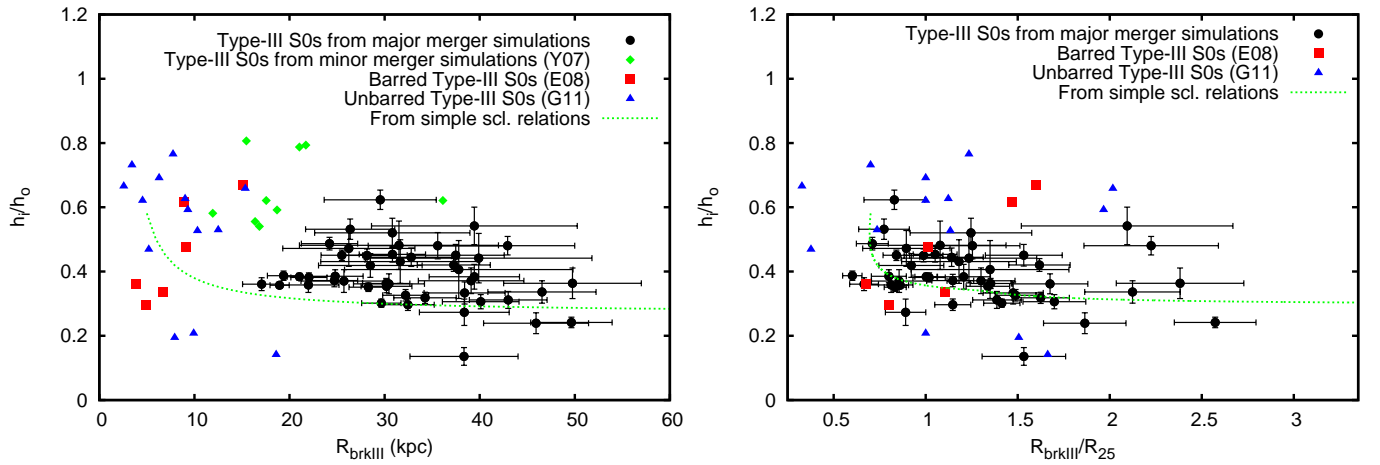 Type-III S0s from major merger simulations
Type-III S0s from minor merger simulations (Y07)
Barred Type-III S0s (E08)
Unbarred Type-III S0s (G11)
From simple scl. relations
1.2
1
0.8
0.6
0.4
0.2
0
h_i/h_o
0 10 20 30 40 50 60
R_brkIII (kpc)
Type-III S0s from major merger simulations
Barred Type-III S0s (E08)
Unbarred Type-III S0s (G11)
From simple scl. relations
1.2
1
0.8
0.6
0.4
0.2
0
h_i/h_o
0.5 1 1.5 2 2.5 3
R_brkIII/R_25